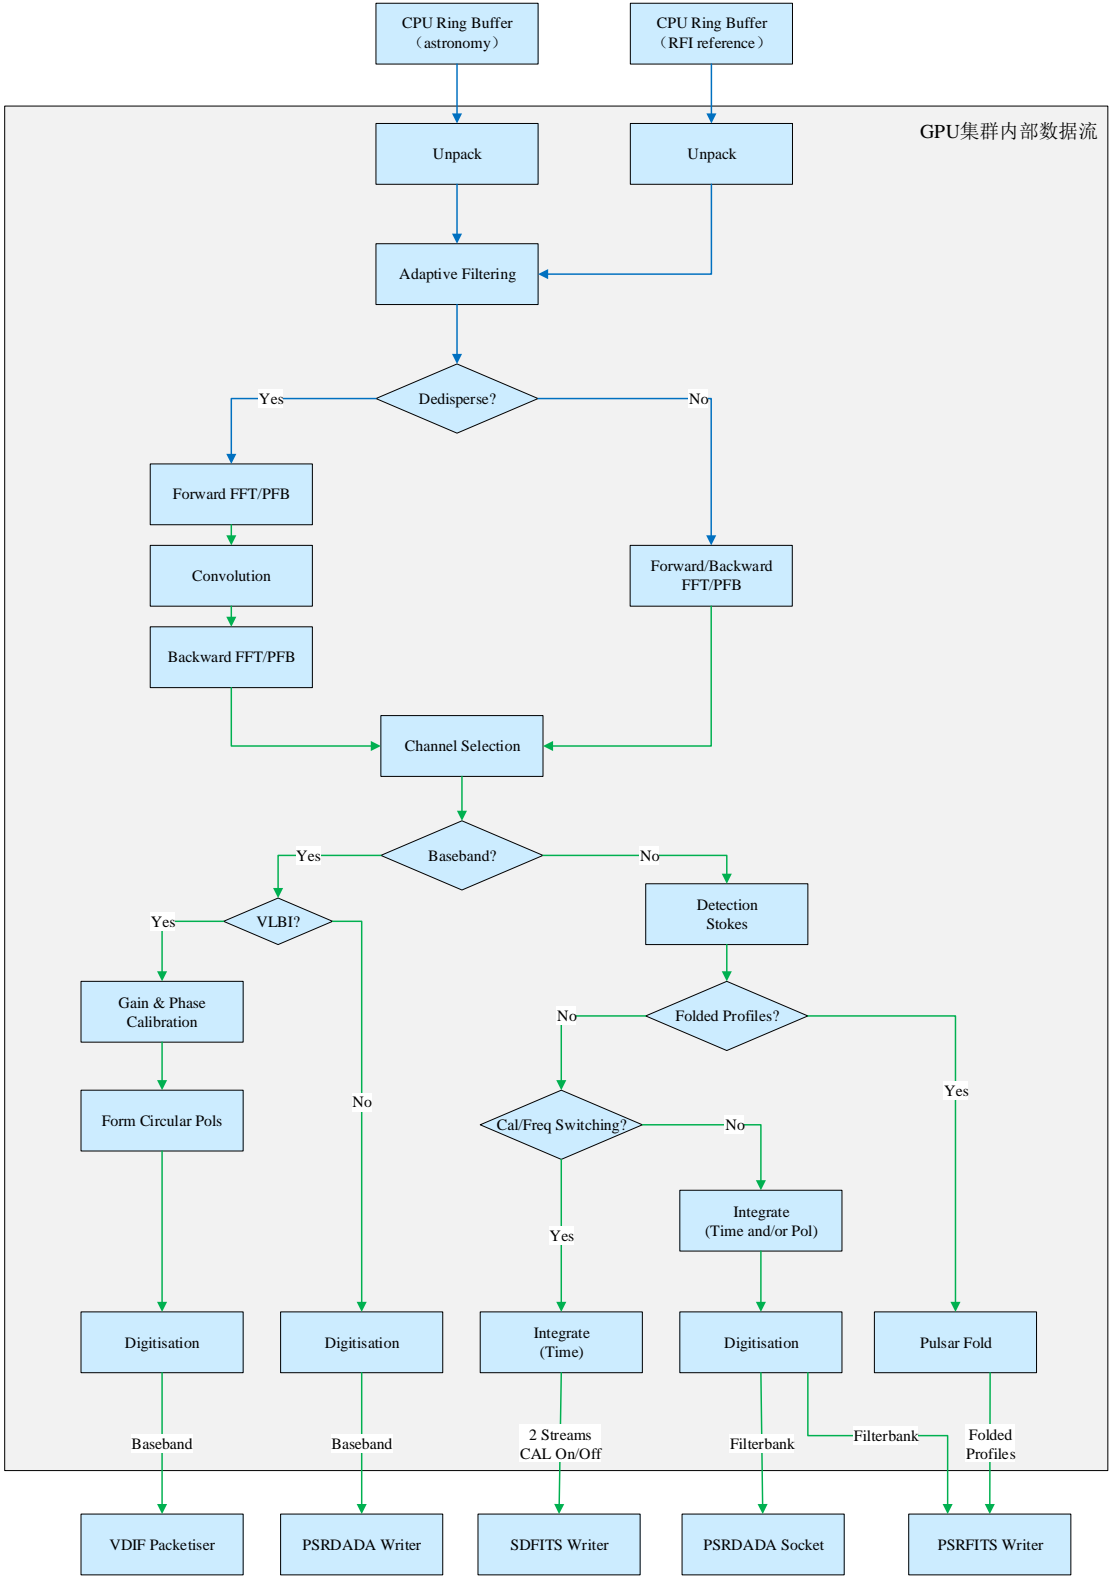 CPU Ring Buffer
（astronomy）
CPU Ring Buffer
（RFI reference）
GPU集群内部数据流
Unpack
Unpack
Adaptive Filtering
Dedisperse?
Yes
No
Forward FFT/PFB
Convolution
Forward/Backward
FFT/PFB
Backward FFT/PFB
Channel Selection
Baseband?
Yes
No
VLBI?
Yes
Detection
Stokes
Gain & Phase
Calibration
Folded Profiles?
No
Yes
No
Form Circular Pols
Cal/Freq Switching?
No
Integrate
(Time and/or Pol)
Yes
Digitisation
Digitisation
Integrate
(Time)
Digitisation
Pulsar Fold
Baseband
Baseband
2 Streams
CAL On/Off
Filterbank
Filterbank
Folded
Profiles
VDIF Packetiser
PSRDADA Writer
SDFITS Writer
PSRDADA Socket
PSRFITS Writer